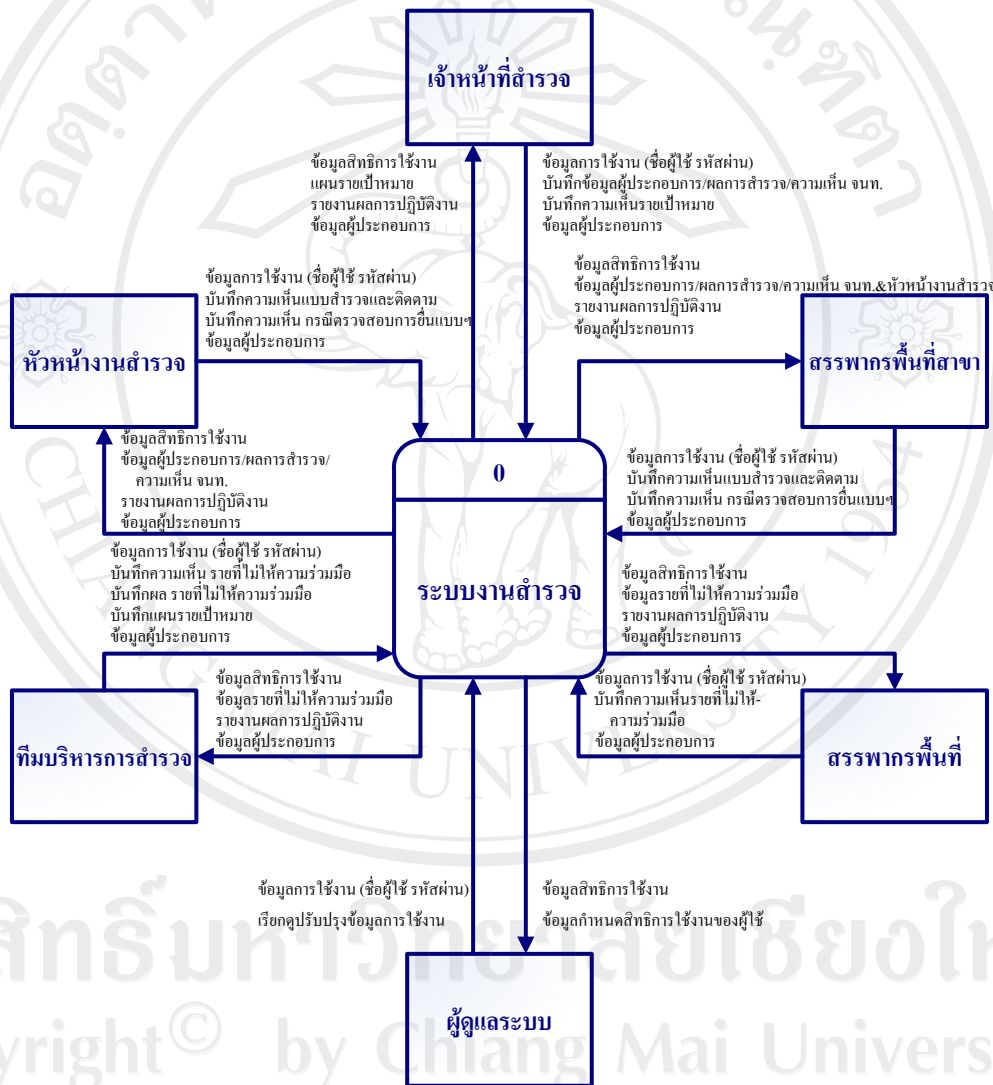 เจ้าหน้าที่สำรวจ
ข้อมูลสิทธิการใช้งาน
แผนรายเป้าหมาย
รายงานผลการปฏิบัติงาน
ข้อมูลผู้ประกอบการ
ข้อมูลการใช้งาน (ชื่อผู้ใช้ รหัสผ่าน)
บันทึกข้อมูลผู้ประกอบการ/ผลการสำรวจ/ความเห็น จนท.
บันทึกความเห็นรายเป้าหมาย
ข้อมูลผู้ประกอบการ
ข้อมูลการใช้งาน (ชื่อผู้ใช้ รหัสผ่าน)
บันทึกความเห็นแบบสำรวจและติดตาม
บันทึกความเห็น กรณีตรวจสอบการยื่นแบบฯ
ข้อมูลผู้ประกอบการ
ข้อมูลสิทธิการใช้งาน
ข้อมูลผู้ประกอบการ/ผลการสำรวจ/ความเห็น จนท.&หัวหน้างานสำรวจ
รายงานผลการปฏิบัติงาน
ข้อมูลผู้ประกอบการ
หัวหน้างานสำรวจ
สรรพากรพื้นที่สาขา
ข้อมูลสิทธิการใช้งาน
ข้อมูลผู้ประกอบการ/ผลการสำรวจ/
ความเห็น จนท.
รายงานผลการปฏิบัติงาน
ข้อมูลผู้ประกอบการ
0
ระบบงานสำรวจ
ข้อมูลการใช้งาน (ชื่อผู้ใช้ รหัสผ่าน)
บันทึกความเห็นแบบสำรวจและติดตาม
บันทึกความเห็น กรณีตรวจสอบการยื่นแบบฯ
ข้อมูลผู้ประกอบการ
ข้อมูลการใช้งาน (ชื่อผู้ใช้ รหัสผ่าน)
บันทึกความเห็น รายที่ไม่ให้ความร่วมมือ
บันทึกผล รายที่ไม่ให้ความร่วมมือ
บันทึกแผนรายเป้าหมาย
ข้อมูลผู้ประกอบการ
ข้อมูลสิทธิการใช้งาน
ข้อมูลรายที่ไม่ให้ความร่วมมือ
รายงานผลการปฏิบัติงาน
ข้อมูลผู้ประกอบการ
ข้อมูลสิทธิการใช้งาน
ข้อมูลรายที่ไม่ให้ความร่วมมือ
รายงานผลการปฏิบัติงาน
ข้อมูลผู้ประกอบการ
ข้อมูลการใช้งาน (ชื่อผู้ใช้ รหัสผ่าน)
บันทึกความเห็นรายที่ไม่ให้-
ความร่วมมือ
ข้อมูลผู้ประกอบการ
ทีมบริหารการสำรวจ
สรรพากรพื้นที่
ข้อมูลการใช้งาน (ชื่อผู้ใช้ รหัสผ่าน)
เรียกดูปรับปรุงข้อมูลการใช้งาน
ข้อมูลสิทธิการใช้งาน
ข้อมูลกำหนดสิทธิการใช้งานของผู้ใช้
ผู้ดูแลระบบ
CHIANG MAI UNIVERSITY 1964
yright© by Chiang Mai Univers